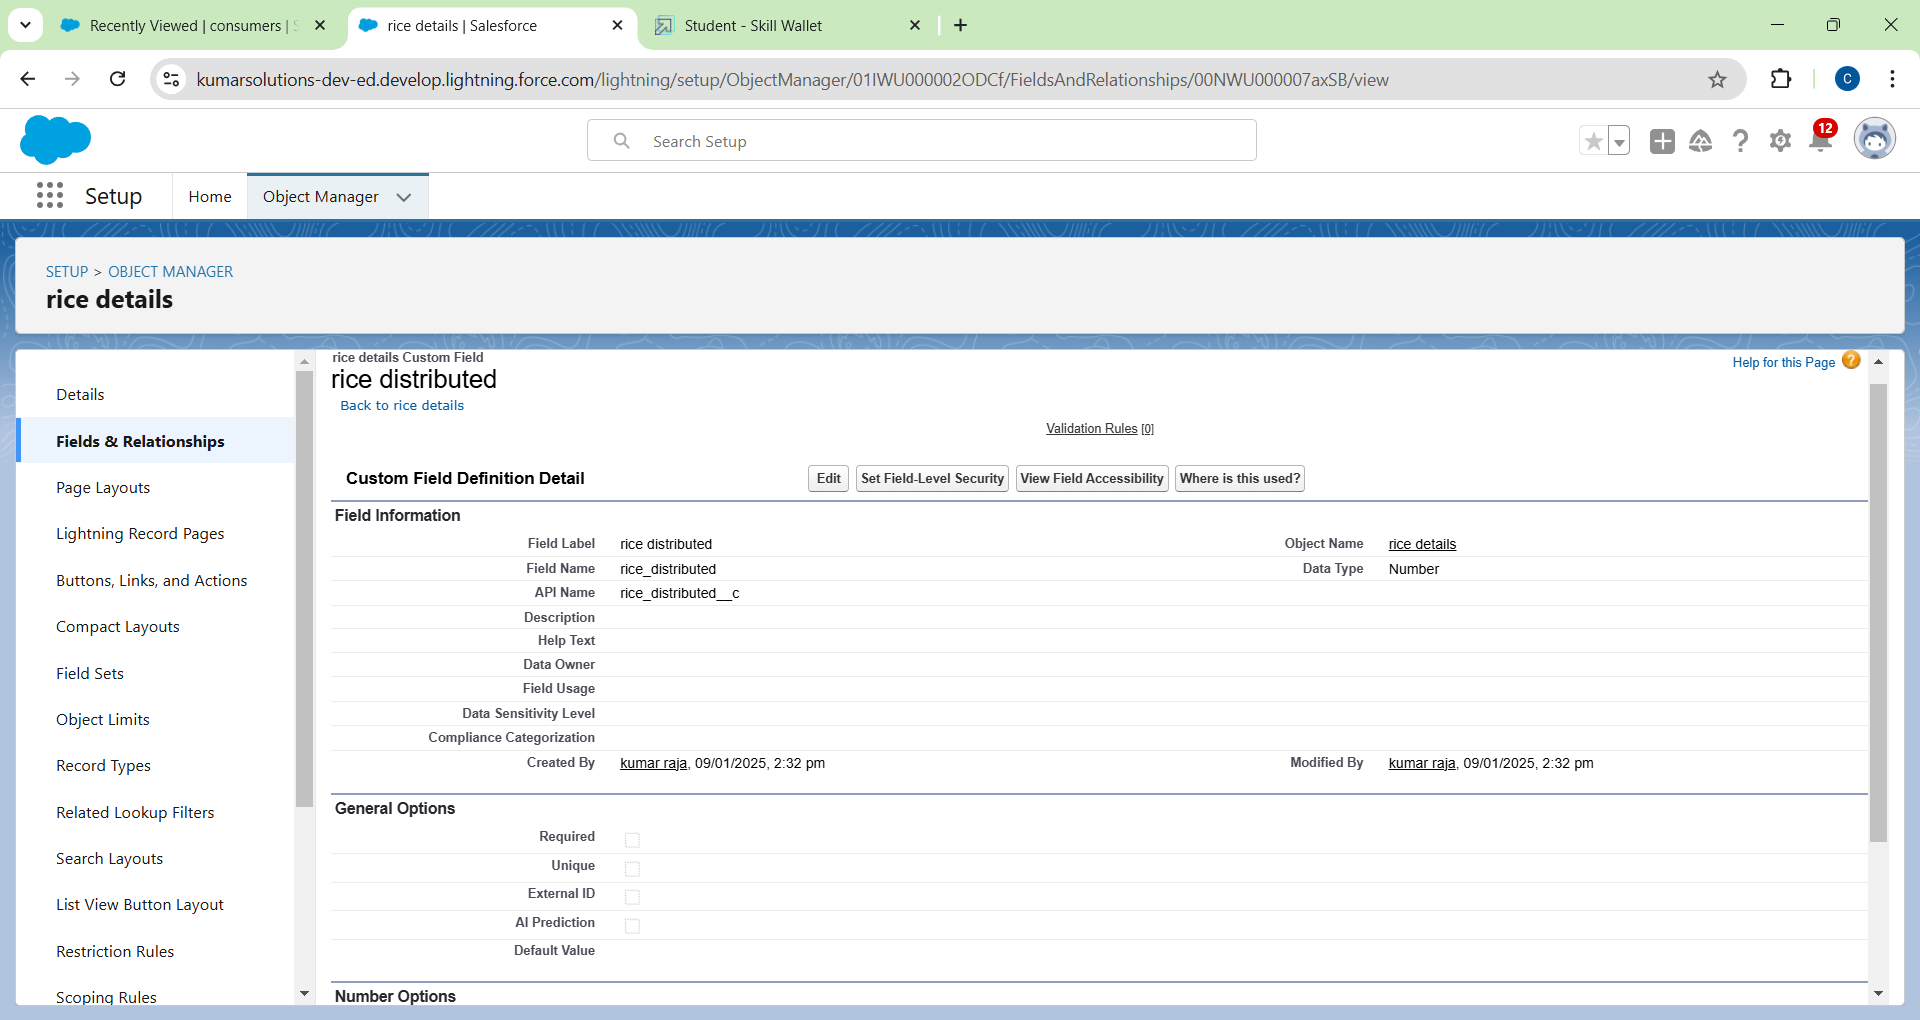 Recently Viewed | consumers | S
rice details | Salesforce
Student - Skill Wallet
kumarsolutions-dev-ed.develop.lightning.force.com/lightning/setup/ObjectManager/01IWU000002ODCf/FieldsAndRelationships/00NWU000007axSB/view
C
Search Setup
12
Setup
Home
Object Manager
SETUP > OBJECT MANAGER
rice details
Details
Fields & Relationships
Page Layouts
Lightning Record Pages
Buttons, Links, and Actions
Compact Layouts
Field Sets
Object Limits
Record Types
Related Lookup Filters
Search Layouts
List View Button Layout
Restriction Rules
Scoping Rules
rice details Custom Field
rice distributed
Back to rice details
Help for this Page ?
Validation Rules [0]
Custom Field Definition Detail
Edit
Set Field-Level Security
View Field Accessibility
Where is this used?
Field Information
Field Label rice distributed Object Name rice details
Field Name rice_distributed Data Type Number
API Name rice_distributed__c
Description
Help Text
Data Owner
Field Usage
Data Sensitivity Level
Compliance Categorization
Created By kumar raja, 09/01/2025, 2:32 pm Modified By kumar raja, 09/01/2025, 2:32 pm
General Options
Required
Unique
External ID
AI Prediction
Default Value
Number Options